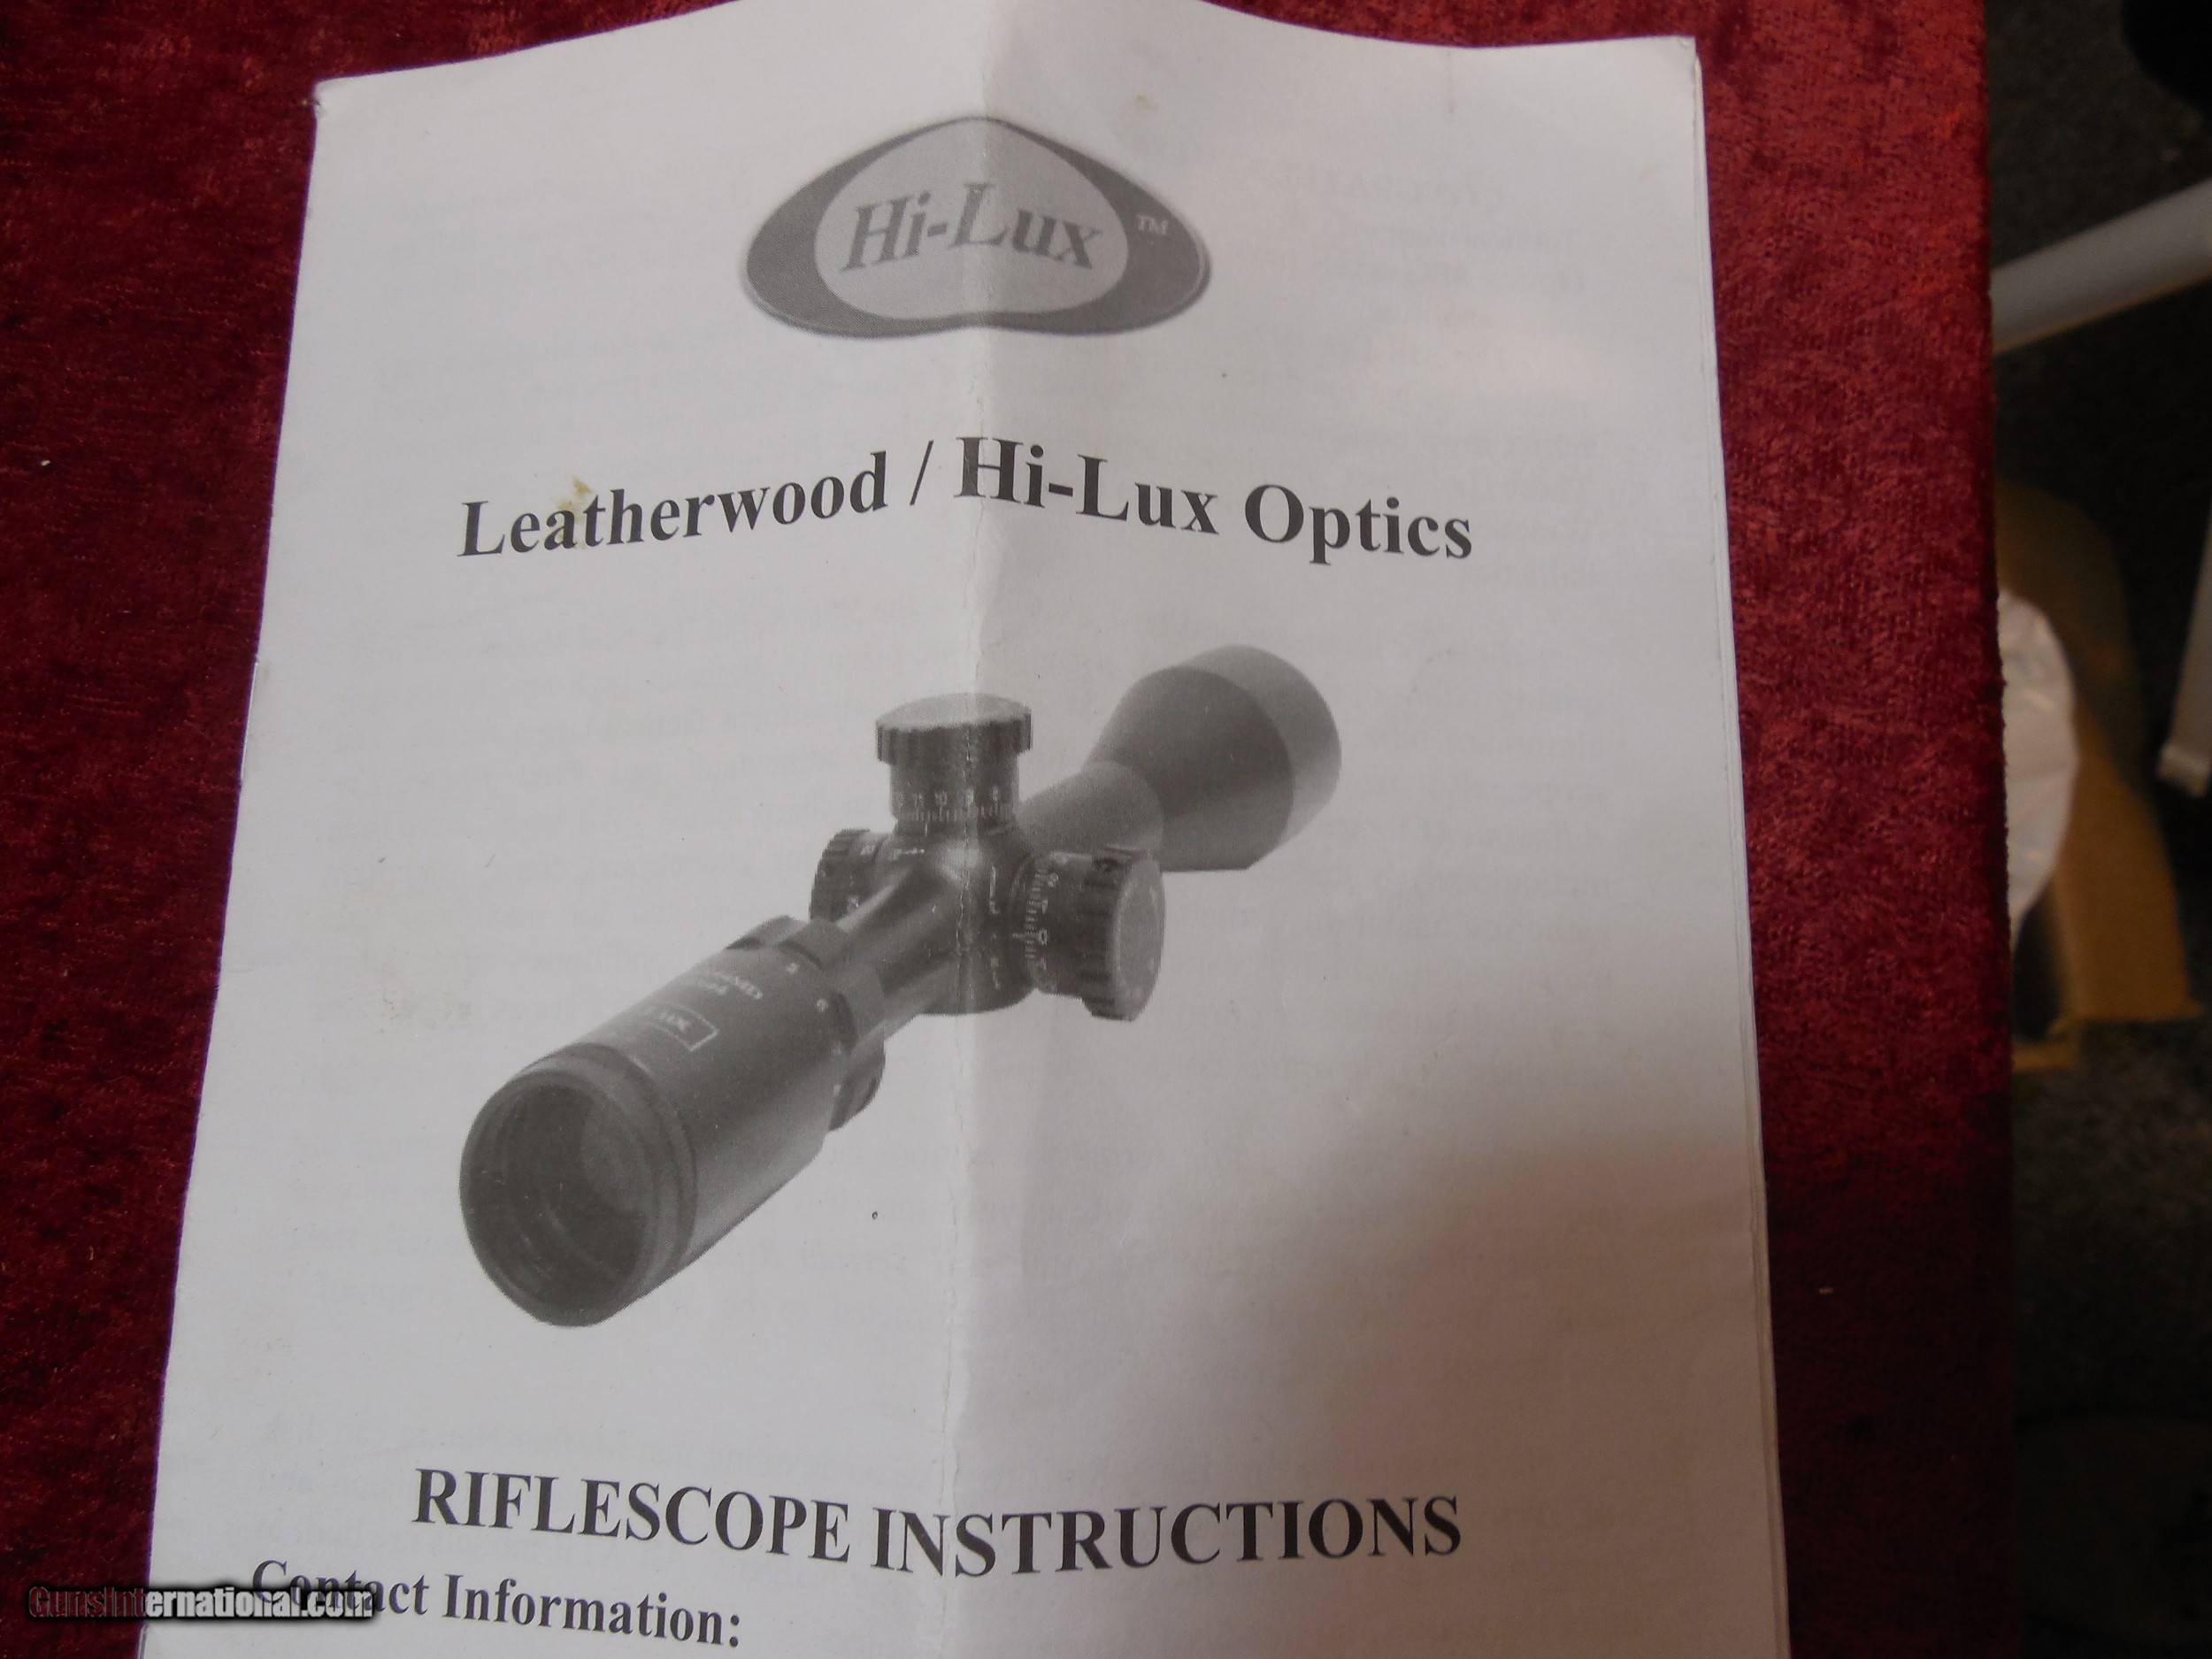 Hi-Lux TM
Leatherwood / Hi-Lux Optics
RIFLESCOPE INSTRUCTIONS
Contact Information:
GunsInternational.com